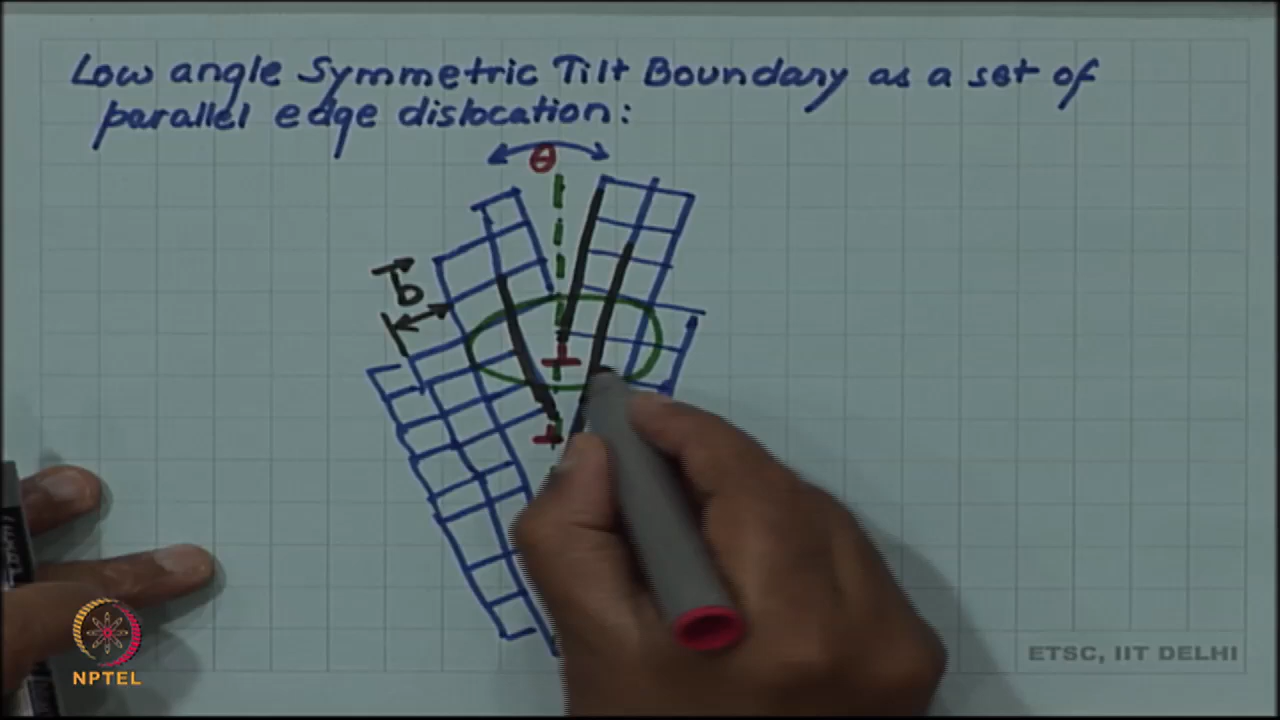 Low angle Symmetric Tilt Boundary as a set of
parallel edge dislocation:
θ
b
NPTEL
ETSC, IIT DELHI